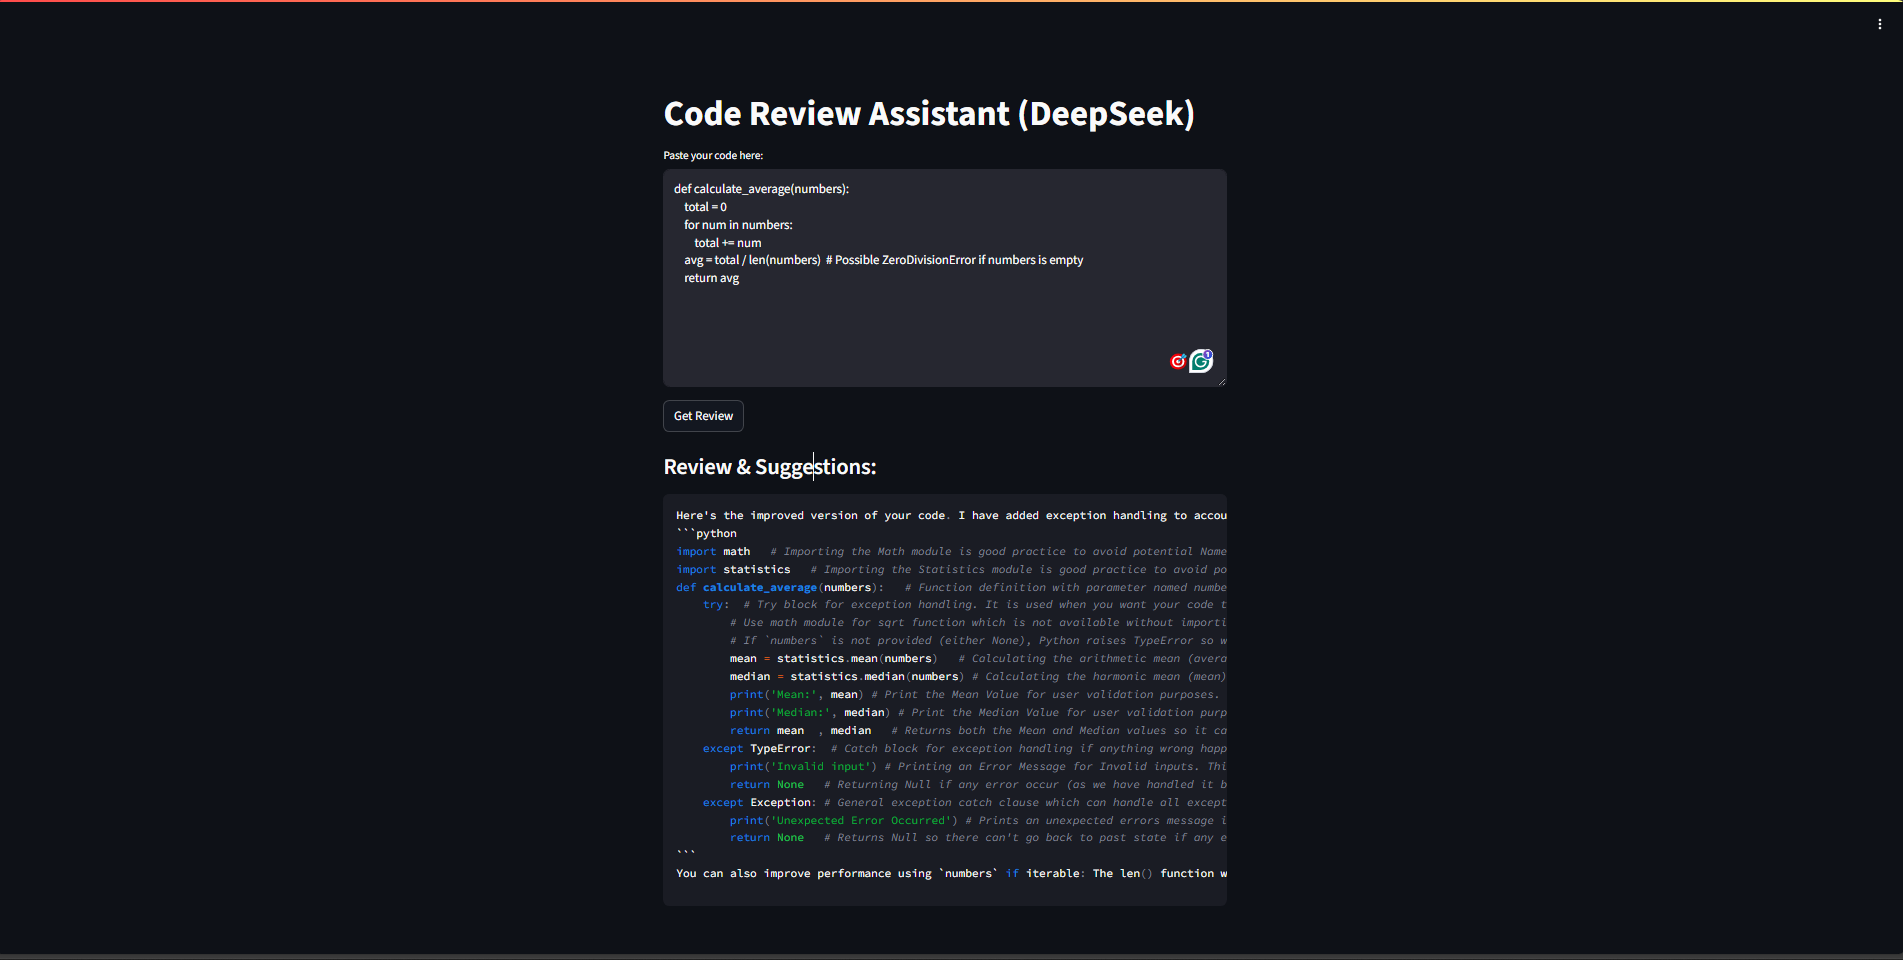 Code Review Assistant (DeepSeek)
Paste your code here:
def calculate_average(numbers):
    total = 0
    for num in numbers:
        total += num
    avg = total / len(numbers)  # Possible ZeroDivisionError if numbers is empty
    return avg
1
Get Review
Review & Suggestions:
Here's the improved version of your code. I have added exception handling to accou
```python
import math   # Importing the Math module is good practice to avoid potential Name
import statistics   # Importing the Statistics module is good practice to avoid po
def calculate_average(numbers):   # Function definition with parameter named numbe
    try:  # Try block for exception handling. It is used when you want your code t
        # Use math module for sqrt function which is not available without importi
        # If `numbers` is not provided (either None), Python raises TypeError so w
        mean = statistics.mean(numbers)   # Calculating the arithmetic mean (avera
        median = statistics.median(numbers) # Calculating the harmonic mean (mean)
        print('Mean:', mean) # Print the Mean Value for user validation purposes.
        print('Median:', median) # Print the Median Value for user validation purp
        return mean  , median   # Returns both the Mean and Median values so it ca
    except TypeError:  # Catch block for exception handling if anything wrong happ
        print('Invalid input') # Printing an Error Message for Invalid inputs. Thi
        return None   # Returning Null if any error occur (as we have handled it b
    except Exception: # General exception catch clause which can handle all except
        print('Unexpected Error Occurred') # Prints an unexpected errors message i
        return None   # Returns Null so there can't go back to past state if any e
```
You can also improve performance using `numbers` if iterable: The len() function w